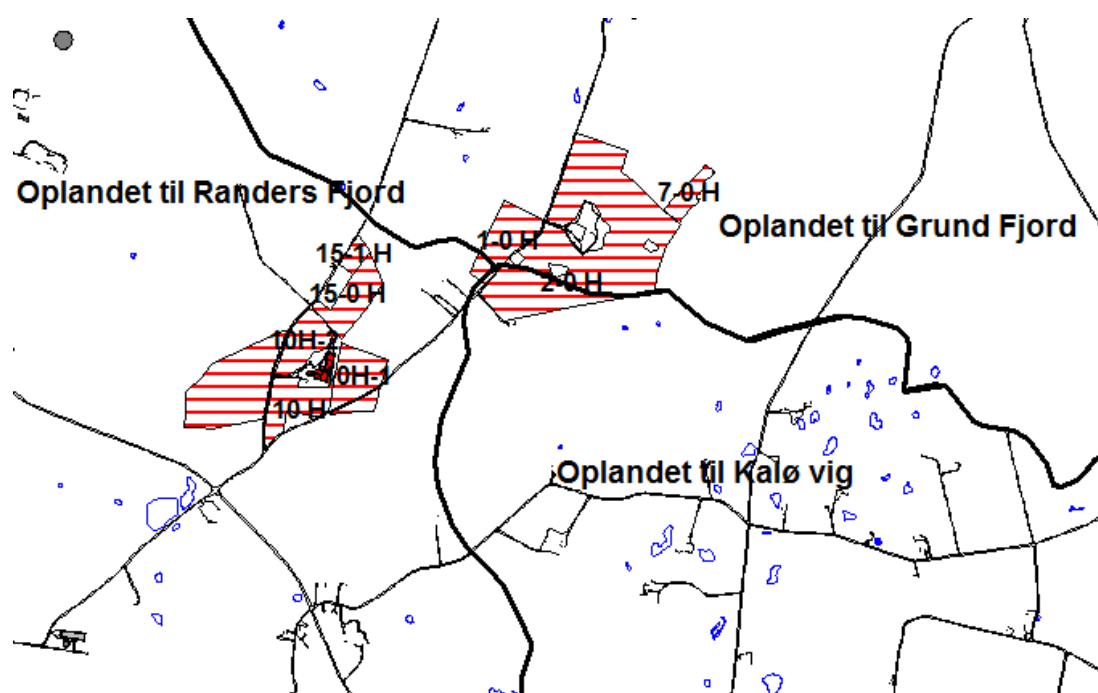 Oplandet til Randers Fjord
7-0 H
Oplandet til Grund Fjord
1-0 H
15-1 H
2-0 H
15-0 H
10H-2
0H-1
10-H
Oplandet til Kalø vig